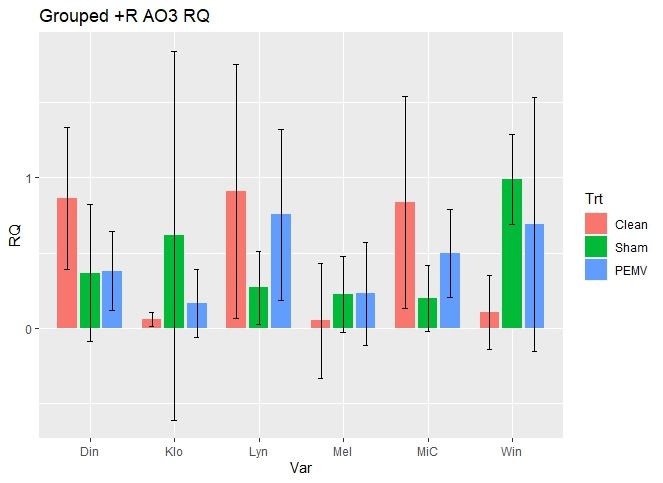 Grouped +R AO3 RQ
RQ
1
0
Din Klo Lyn Mel MiC Win
Var
Trt
Clean
Sham
PEMV